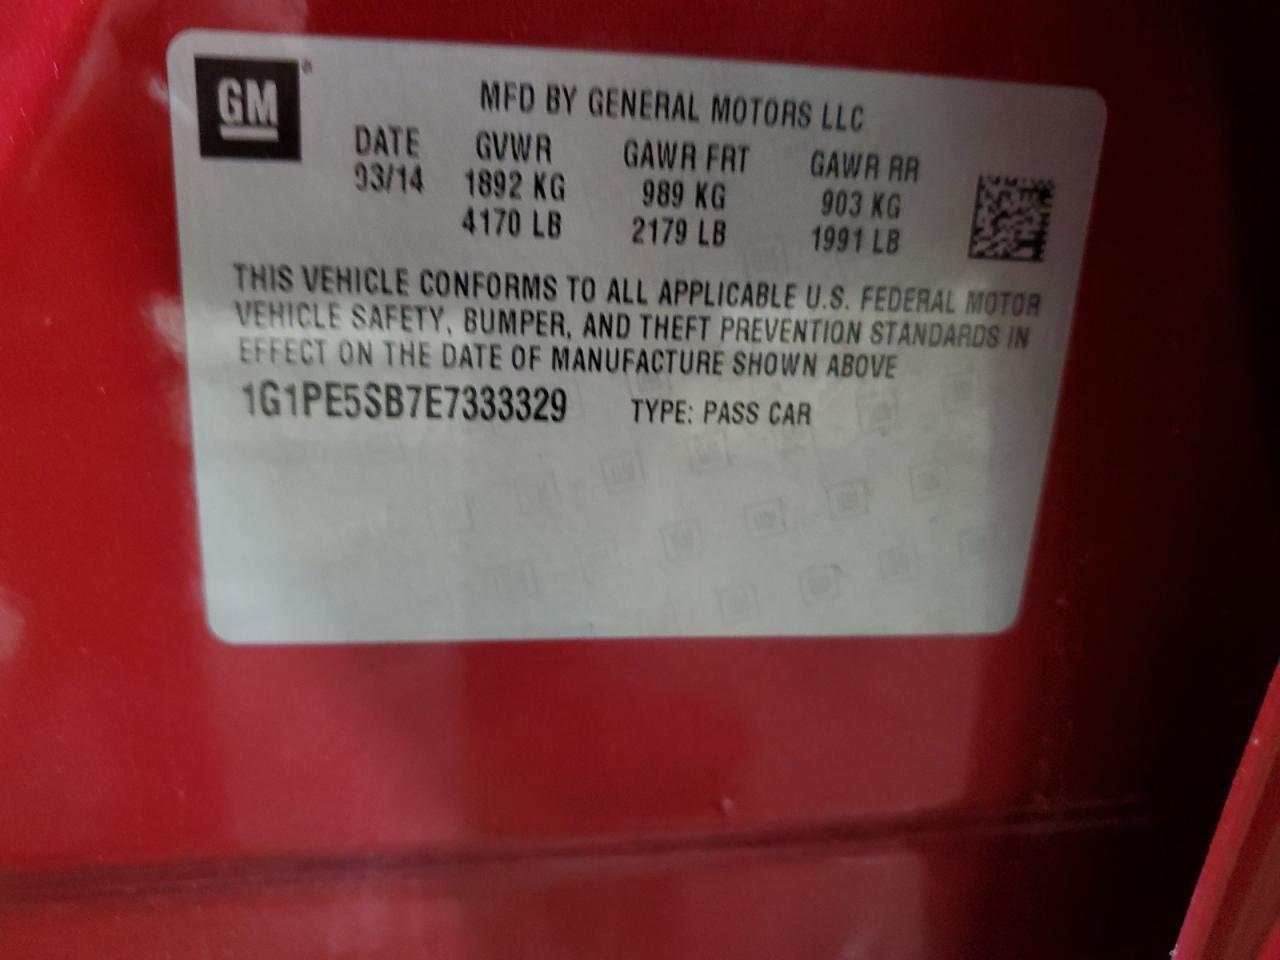 GM
MFD BY GENERAL MOTORS LLC
DATE GVWR GAWR FRT GAWR RR
03/14 1892 KG 989 KG 903 KG
4170 LB 2179 LB 1991 LB
THIS VEHICLE CONFORMS TO ALL APPLICABLE U.S. FEDERAL MOTOR
VEHICLE SAFETY, BUMPER, AND THEFT PREVENTION STANDARDS IN
EFFECT ON THE DATE OF MANUFACTURE SHOWN ABOVE
1G1PE5SB7E7333329 TYPE: PASS CAR